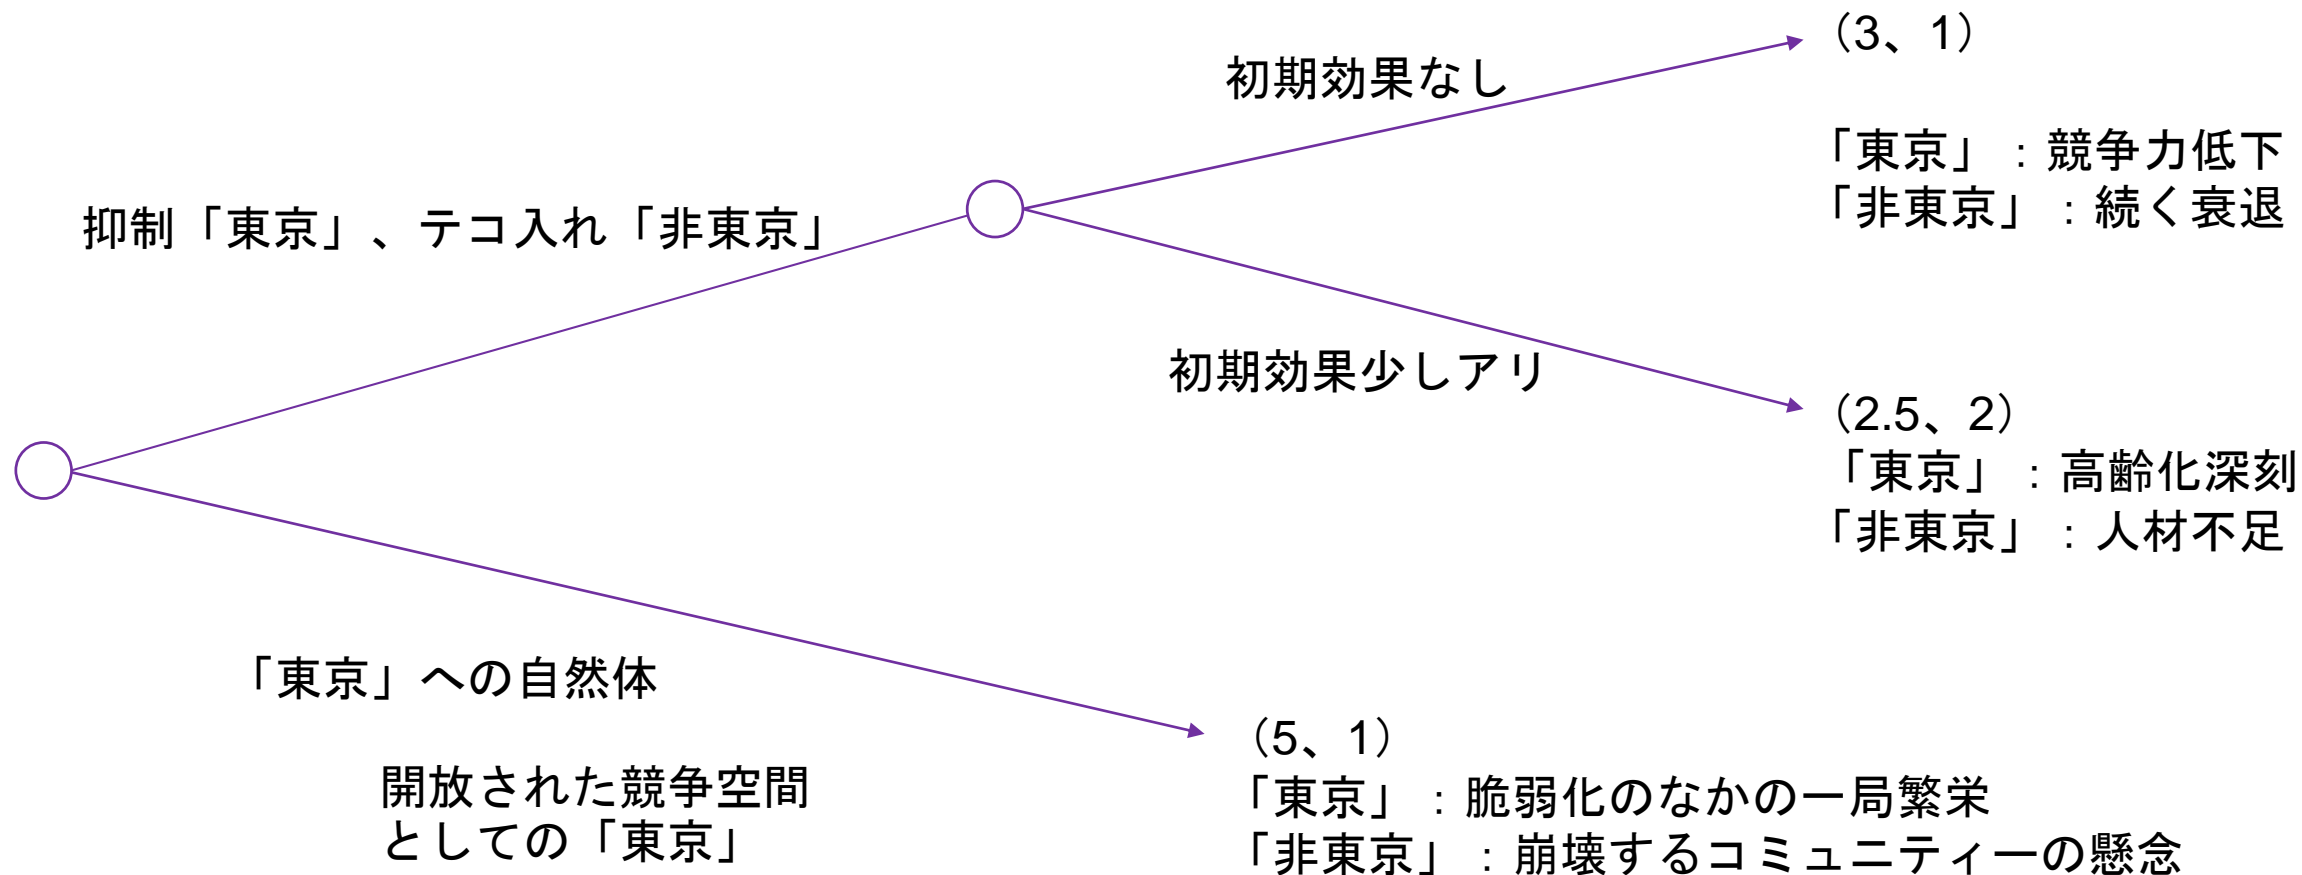 （3、1）
初期効果なし
「東京」：競争力低下
「非東京」：続く衰退
抑制「東京」、テコ入れ「非東京」
初期効果少しアリ
（2.5、2）
「東京」：高齢化深刻
「非東京」：人材不足
「東京」への自然体
（5、1）
開放された競争空間
としての「東京」
「東京」：脆弱化のなかの一局繁栄
「非東京」：崩壊するコミュニティーの懸念